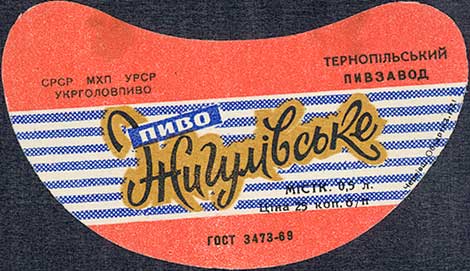 СРСР МХП УРСР
УКРГОЛОВПИВО
ТЕРНОПІЛЬСЬКИЙ
ПИВЗАВОД
ПИВО
Жигулівське
МІСТК. 0,5 л.
Ціна 25 коп. б/п
ГОСТ 3473-69